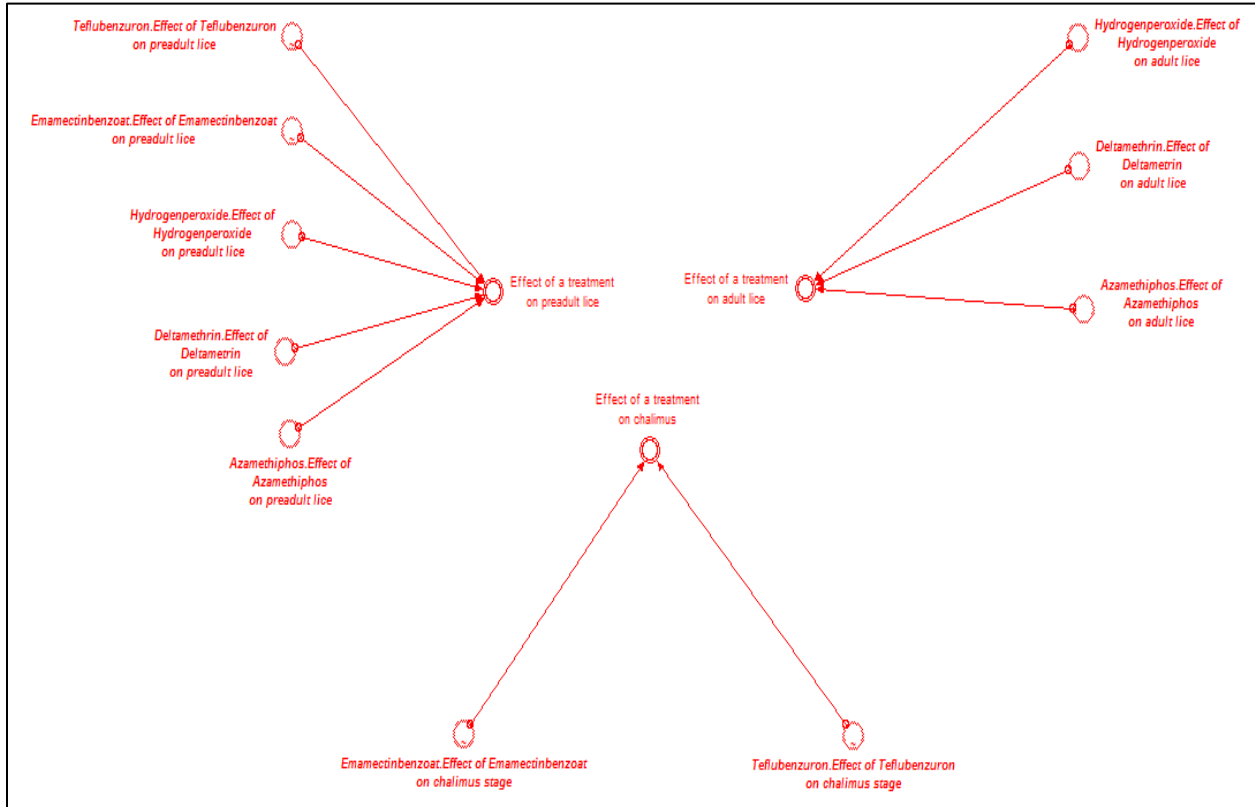 Teflubenzuron.Effect of Teflubenzuron
on preadult lice
Emamectinbenzoat.Effect of Emamectinbenzoat
on preadult lice
Hydrogenperoxide.Effect of
Hydrogenperoxide
on preadult lice
Deltamethrin.Effect of
Deltametrin
on preadult lice
Azamethiphos.Effect of
Azamethiphos
on preadult lice
Effect of a treatment
on preadult lice
Effect of a treatment
on adult lice
Hydrogenperoxide.Effect of
Hydrogenperoxide
on adult lice
Deltamethrin.Effect of
Deltametrin
on adult lice
Azamethiphos.Effect of
Azamethiphos
on adult lice
Effect of a treatment
on chalimus
Emamectinbenzoat.Effect of Emamectinbenzoat
on chalimus stage
Teflubenzuron.Effect of Teflubenzuron
on chalimus stage